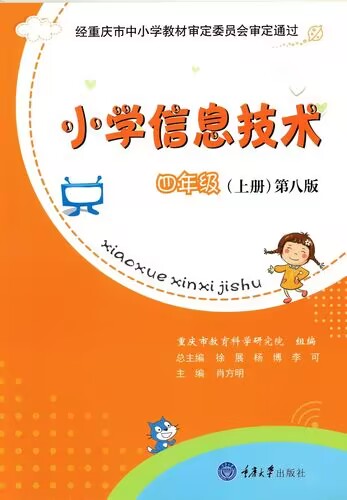 经重庆市中小学教材审定委员会审定通过
小学信息技术
四年级（上册）第八版
xiaoxue xinxi jishu
重庆市教育科学研究院 组编
总主编 徐展 杨博 李可
主编 肖方明
重庆大学出版社